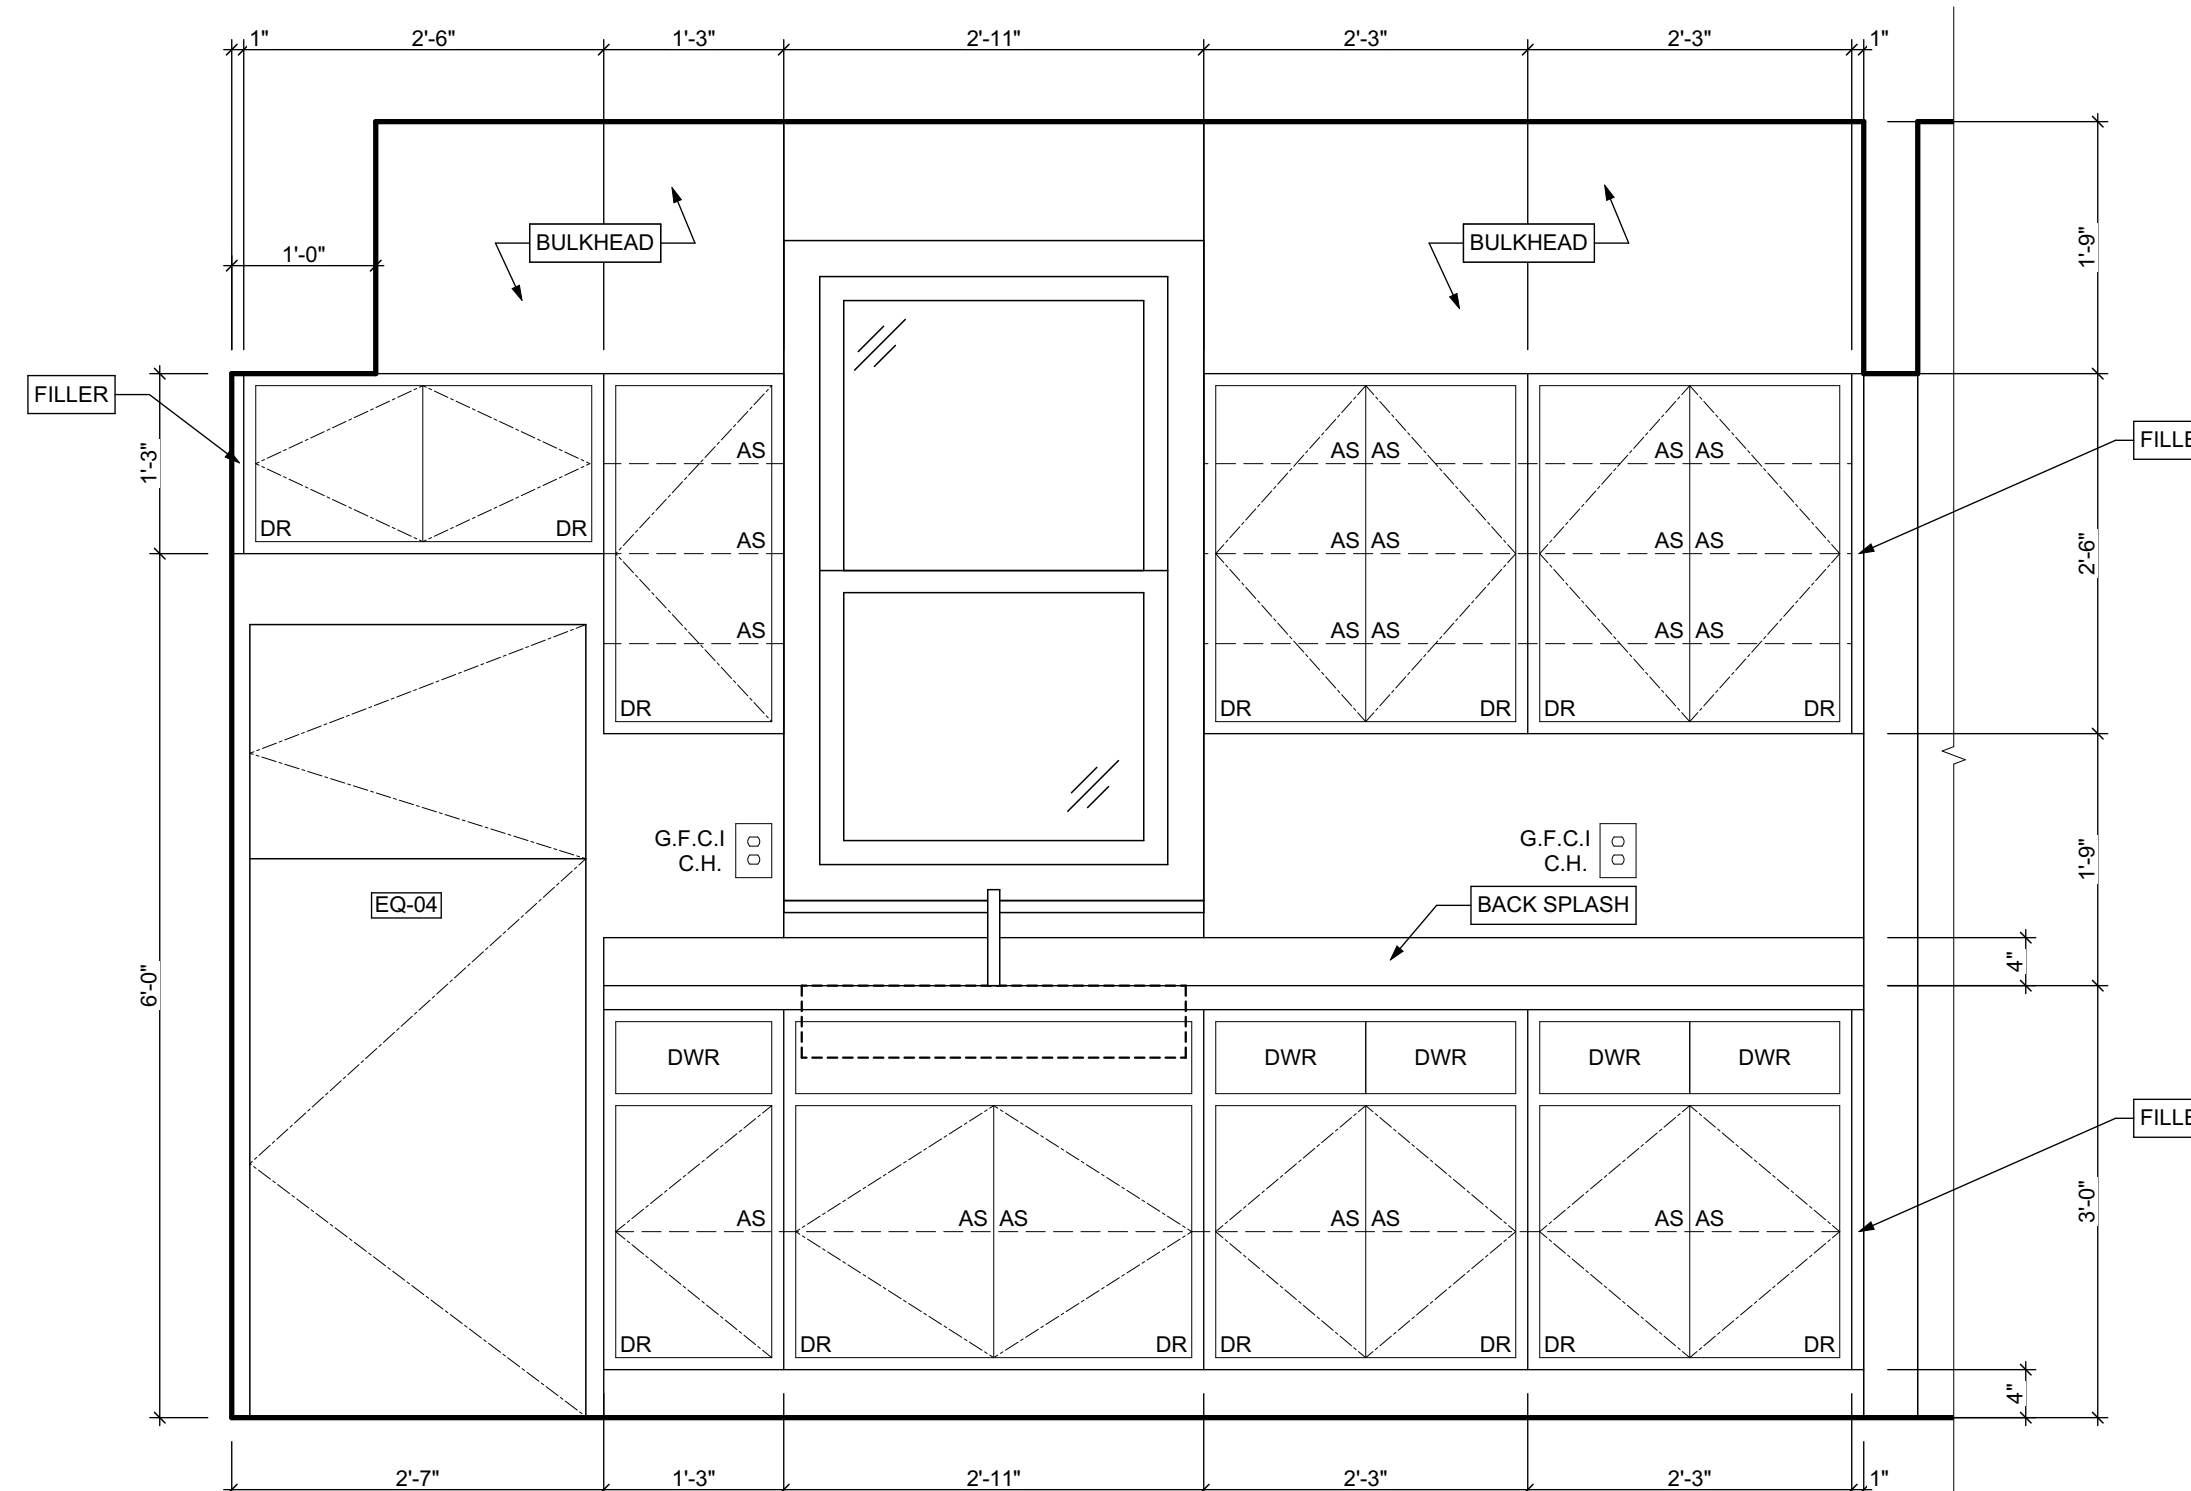 1" 2'-6" 1'-3" 2'-11" 2'-3" 2'-3" 1"
BULKHEAD BULKHEAD
1'-0" 1'-9"
FILLER
FILLE
1'-3"
AS AS AS AS AS
DR DR
AS AS AS AS AS
2'-6"
AS AS AS AS AS
DR DR DR DR DR
G.F.C.I G.F.C.I
C.H. C.H.
1'-9"
EQ-04 BACK SPLASH
4"
6'-0"
DWR DWR DWR DWR DWR
FILLE
3'-0"
AS AS AS AS AS AS AS
DR DR DR DR DR DR DR
4"
2'-7" 1'-3" 2'-11" 2'-3" 2'-3" 1"